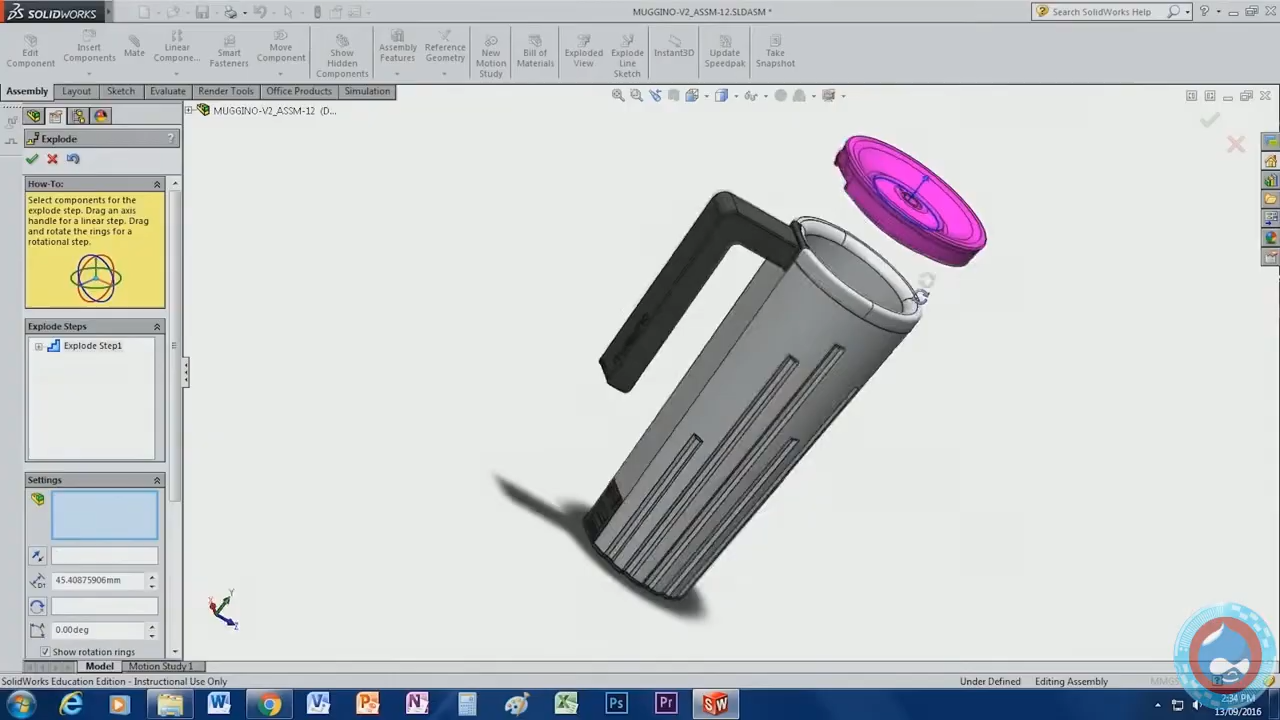 SOLIDWORKS
MUGGINO-V2_ASSM-12.SLDASM *
Search SolidWorks Help
Edit Component
Insert Components
Mate
Linear Compone...
Smart Fasteners
Move Component
Show Hidden Components
Assembly Features
Reference Geometry
New Motion Study
Bill of Materials
Exploded View
Explode Line Sketch
Instant3D
Update Speedpak
Take Snapshot
Assembly
Layout
Sketch
Evaluate
Render Tools
Office Products
Simulation
MUGGINO-V2_ASSM-12 (D...
Explode
?
How-To:
Select components for the
explode step. Drag an axis
handle for a linear step. Drag
and rotate the rings for a
rotational step.
Explode Steps
Explode Step1
Settings
45.40875906mm
0.00deg
Show rotation rings
Y
X
Z
Model
Motion Study 1
SolidWorks Education Edition - Instructional Use Only
Under Defined
Editing Assembly
MMGS
2:34 PM
13/09/2016